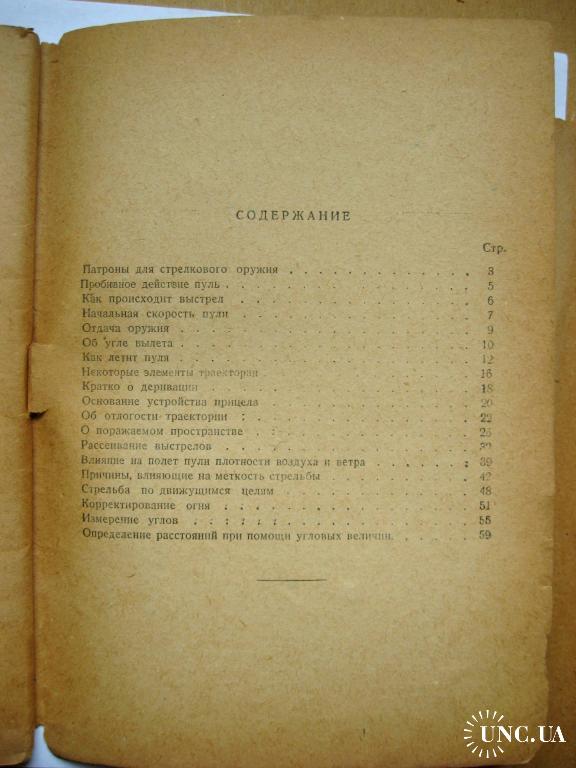 СОДЕРЖАНИЕ
Стр.
Патроны для стрелкового оружия . . . . . . . . . . 3
Пробивное действие пуль . . . . . . . . . . . . . 5
Как происходит выстрел . . . . . . . . . . . . . 6
Начальная скорость пули . . . . . . . . . . . . . 7
Отдача оружия . . . . . . . . . . . . . . . . 9
Об угле вылета . . . . . . . . . . . . . . . . 10
Как летит пуля . . . . . . . . . . . . . . . . 12
Некоторые элементы траектории . . . . . . . . . . . 16
Кратко о деривации . . . . . . . . . . . . . . 18
Основание устройства прицела . . . . . . . . . . . 20
Об отлогости траектории : . . . . . . . . . . . . 22
О поражаемом пространстве . : . . . . . . . . . . 25
Рассеивание выстрелов . . . . . . . . . . . . .
Влияние на полет пули плотности воздуха и ветра . . . . . . 39
Причины, влияющие на меткость стрельбы . . . . . . . . 42
Стрельба по движущимся целям . . . . . . . . . . . 48
Корректирование огня . . . . . . . . . . . . . . 51
Измерение углов . . . . . . . . . . . . . . . 55
Определение расстояний при помощи угловых величин. . . . . . 59
UNC.UA